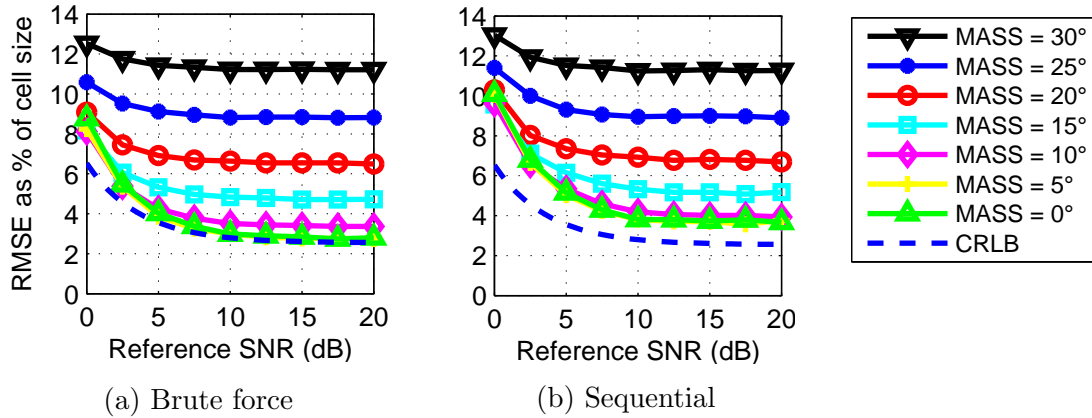 RMSE as % of cell size
14
12
10
8
6
4
2
0
0 5 10 15 20
Reference SNR (dB)
(a) Brute force
14
12
10
8
6
4
2
0
0 5 10 15 20
Reference SNR (dB)
(b) Sequential
MASS = 30°
MASS = 25°
MASS = 20°
MASS = 15°
MASS = 10°
MASS = 5°
MASS = 0°
CRLB